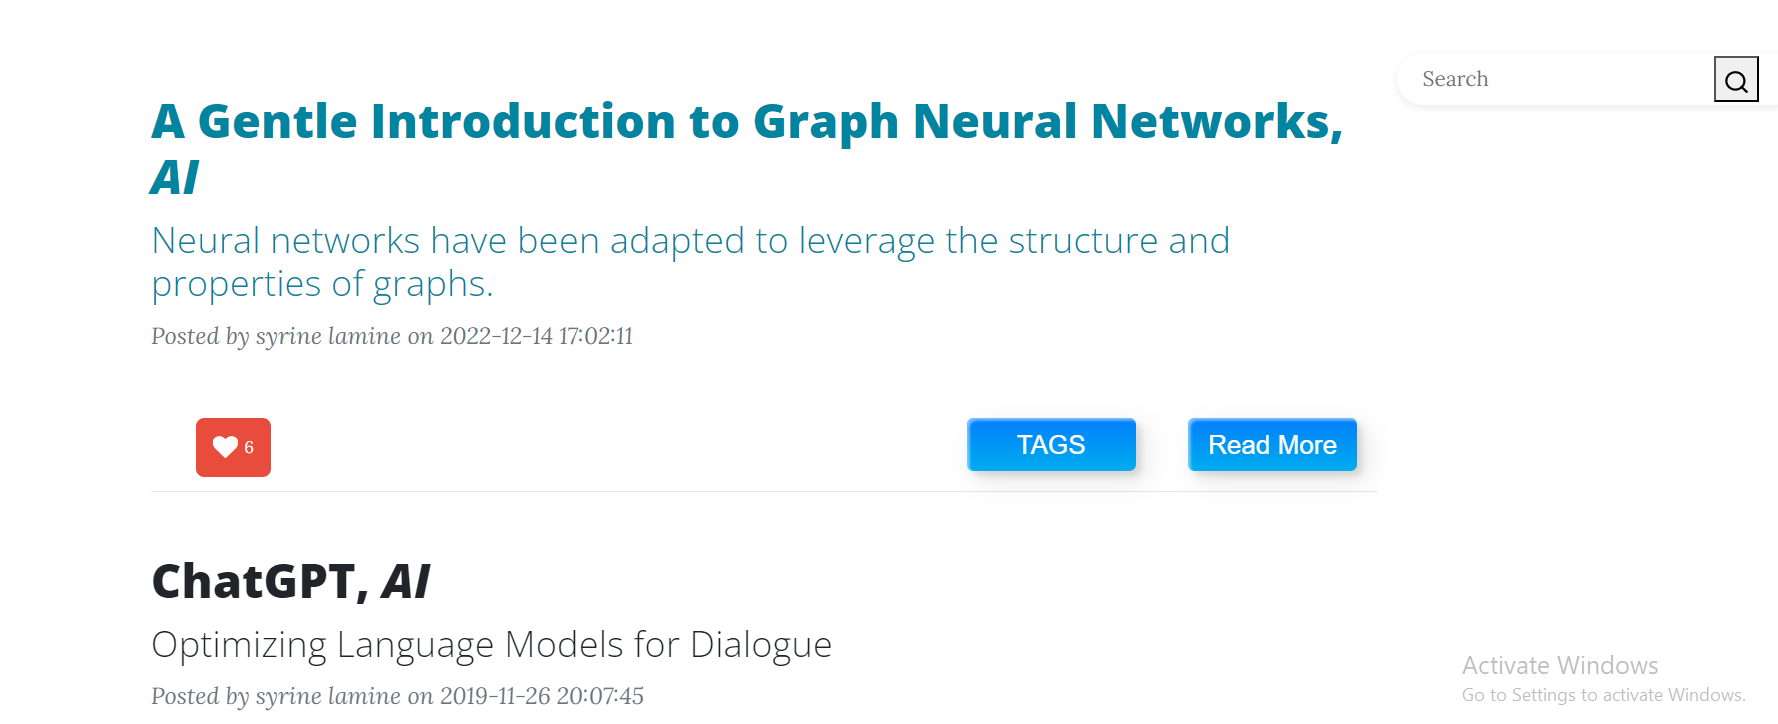 Search
A Gentle Introduction to Graph Neural Networks,
AI
Neural networks have been adapted to leverage the structure and
properties of graphs.
Posted by syrine lamine on 2022-12-14 17:02:11
6
TAGS
Read More
ChatGPT, AI
Optimizing Language Models for Dialogue
Posted by syrine lamine on 2019-11-26 20:07:45
Activate Windows
Go to Settings to activate Windows.